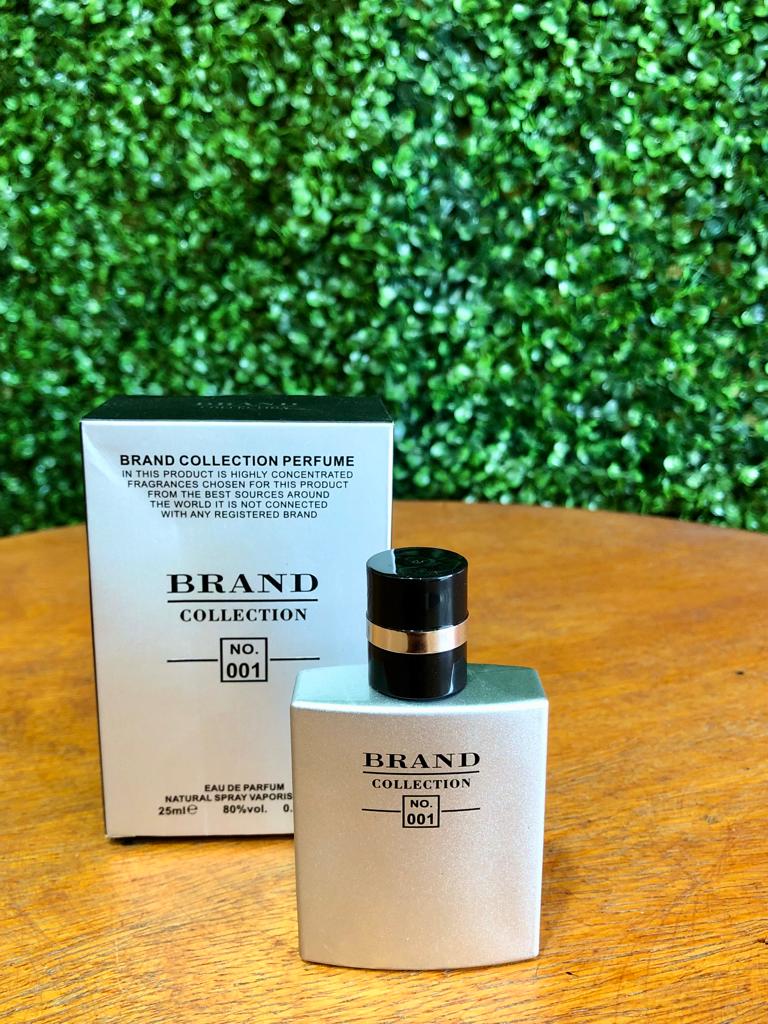 BRAND COLLECTION PERFUME
IN THIS PRODUCT IS HIGHLY CONCENTRATED
FRAGRANCES CHOSEN FOR THIS PRODUCT
FROM THE BEST SOURCES AROUND
THE WORLD IT IS NOT CONNECTED
WITH ANY REGISTERED BRAND
BRAND
COLLECTION
NO.
001
EAU DE PARFUM
NATURAL SPRAY VAPORIS
25ml℮ 80%vol. 0.
BRAND
COLLECTION
NO.
001